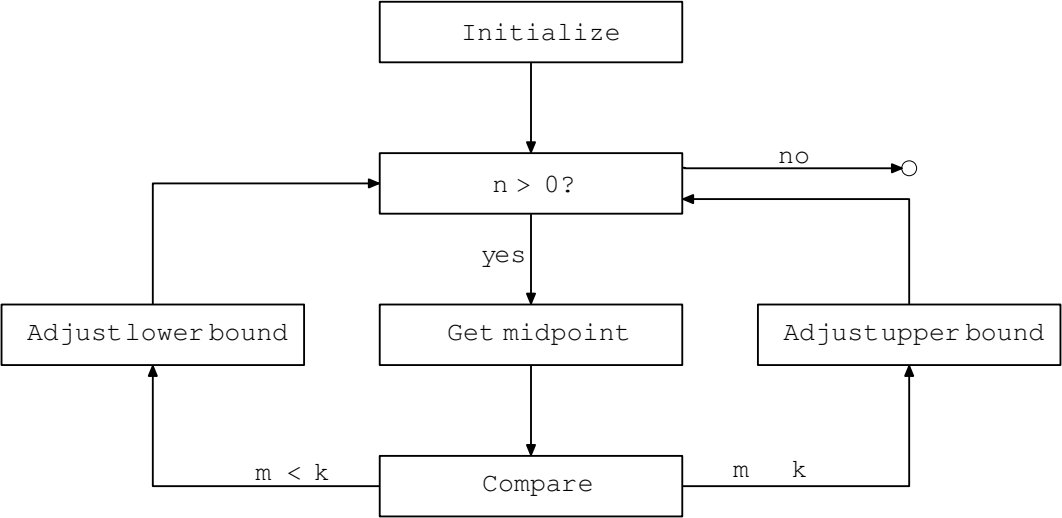 Initialize
no
n > 0?
yes
Adjust lower bound
Get midpoint
Adjust upper bound
m < k
m k
Compare